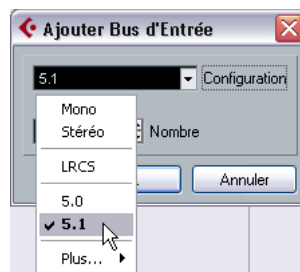 Ajouter Bus d'Entrée
5.1 Configuration
Mono
Stéréo
Nombre
LRCS
Annuler
5.0
5.1
Plus...